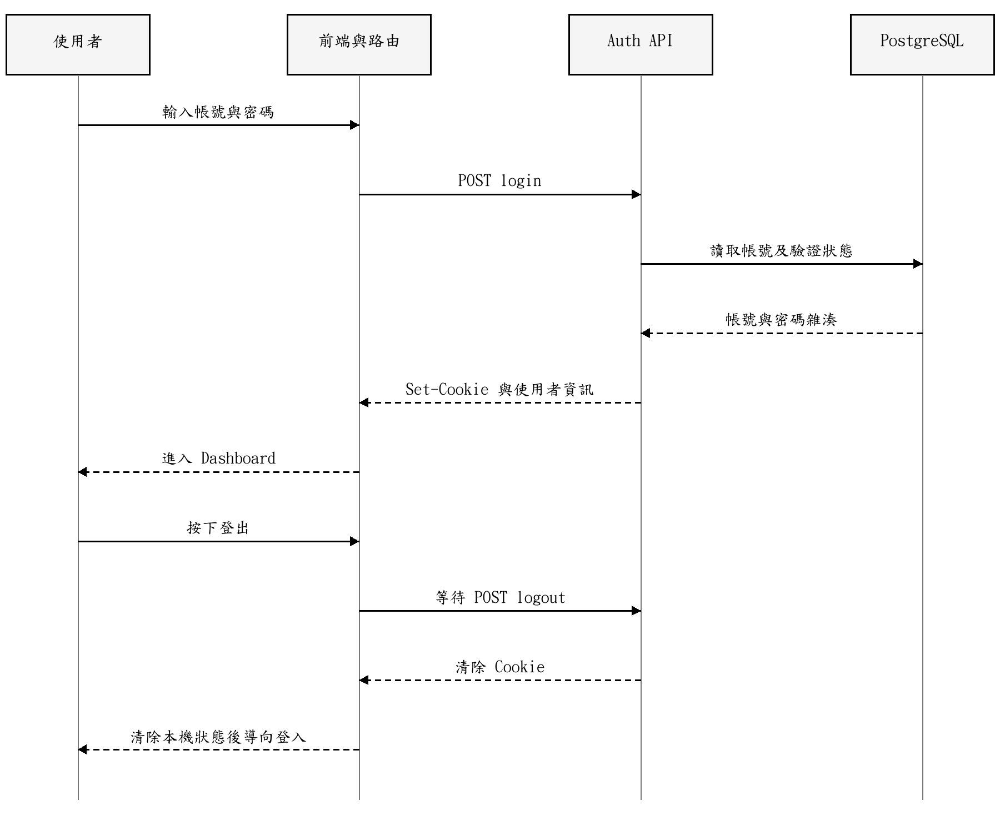 使用者
前端與路由
Auth API
PostgreSQL
輸入帳號與密碼
POST login
讀取帳號及驗證狀態
帳號與密碼雜湊
Set-Cookie 與使用者資訊
進入 Dashboard
按下登出
等待 POST logout
清除 Cookie
清除本機狀態後導向登入